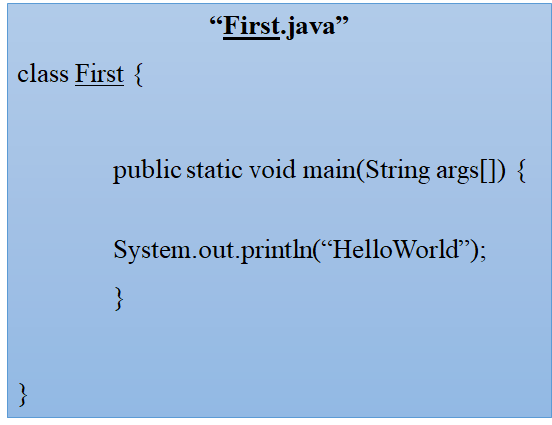 “First.java”
class First {
public static void main(String args[]) {
System.out.println(“HelloWorld”);
}
}